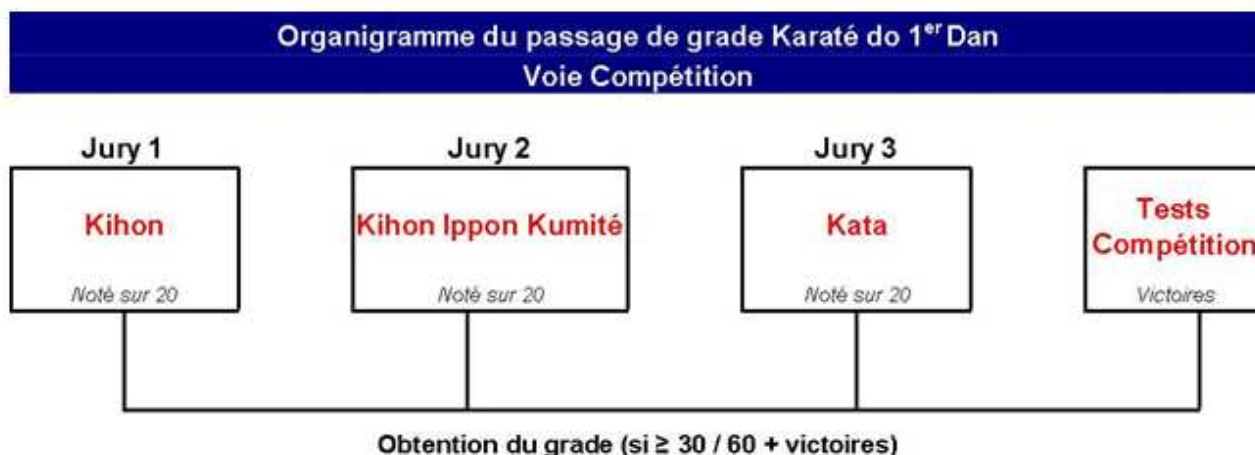 Organigramme du passage de grade Karaté do 1er Dan
Voie Compétition
Jury 1
Kihon
Noté sur 20
Jury 2
Kihon Ippon Kumité
Noté sur 20
Jury 3
Kata
Noté sur 20
Tests
Compétition
Victoires
Obtention du grade (si ≥ 30 / 60 + victoires)